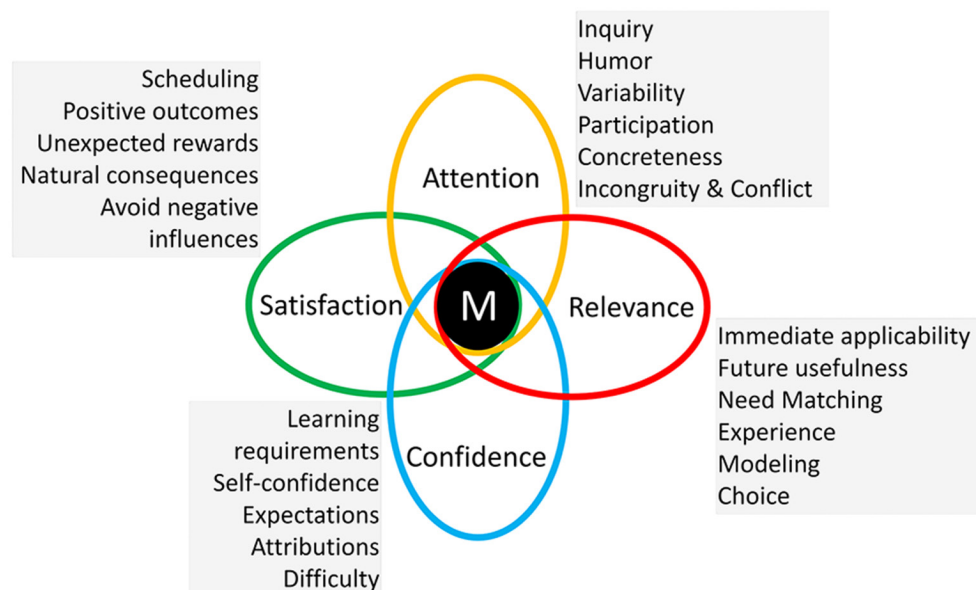 Inquiry
Humor
Variability
Participation
Concreteness
Incongruity & Conflict
Scheduling
Positive outcomes
Unexpected rewards
Natural consequences
Avoid negative
influences
Attention
Satisfaction
M
Relevance
Confidence
Immediate applicability
Future usefulness
Need Matching
Experience
Modeling
Choice
Learning
requirements
Self-confidence
Expectations
Attributions
Difficulty